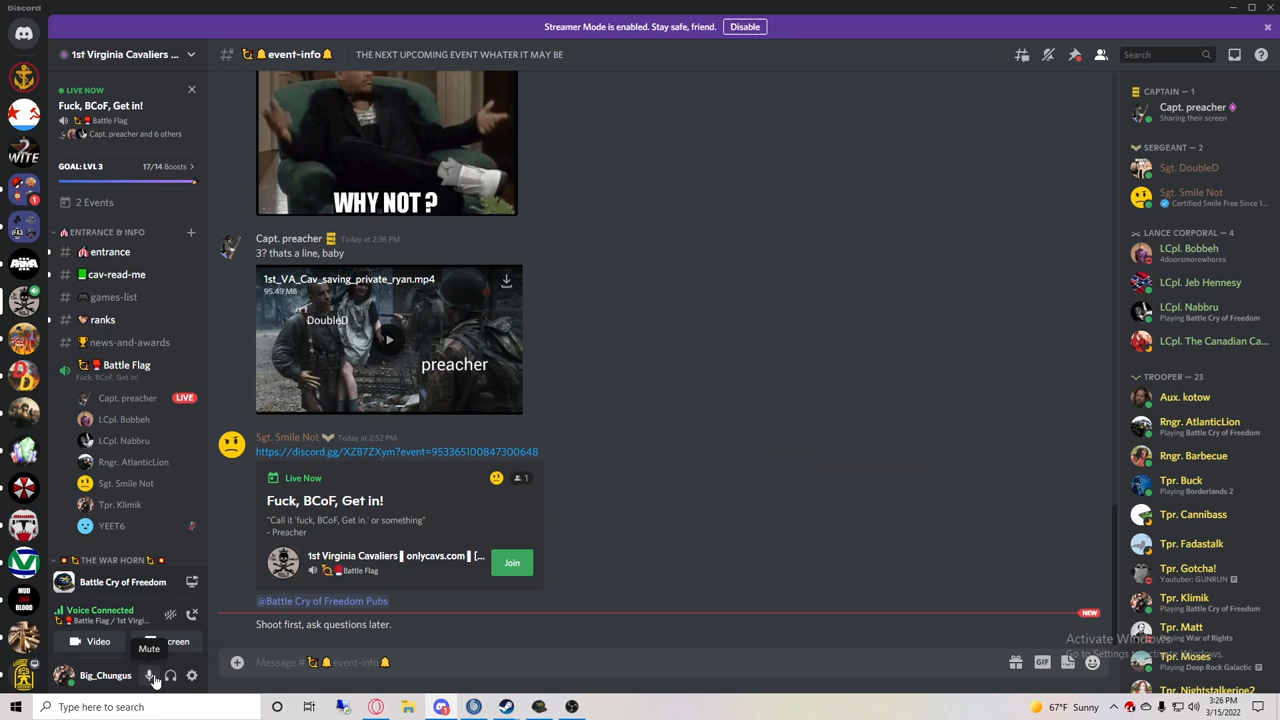 Discord
Streamer Mode is enabled. Stay safe, friend.
Disable
1st Virginia Cavaliers ...
event-info
THE NEXT UPCOMING EVENT WHATER IT MAY BE
Search
LIVE NOW
Fuck, BCoF, Get in!
Battle Flag
Capt. preacher and 6 others
GOAL: LVL 3
17/14 Boosts
2 Events
ENTRANCE & INFO
entrance
cav-read-me
games-list
ranks
news-and-awards
Battle Flag
Fuck, BCoF, Get in!
Capt. preacher
LIVE
LCpl. Bobbeh
LCpl. Nabbru
Rngr. AtlanticLion
Sgt. Smile Not
Tpr. Klimik
YEET6
THE WAR HORN
Battle Cry of Freedom
Voice Connected
Battle Flag / 1st Virgi...
Video
Mute
Big_Chungus
WITE
ARMA
1
MUD
BLOOD
WHY NOT?
Capt. preacher Today at 2:36 PM
3? thats a line, baby
1st_VA_Cav_saving_private_ryan.mp4
95.49 MB
DoubleD
preacher
Sgt. Smile Not Today at 2:52 PM
https://discord.gg/XZB7ZXym?event=953365100847300648
Live Now
1
Fuck, BCoF, Get in!
"Call it 'fuck, BCoF, Get in.' or something"
- Preacher
1st Virginia Cavaliers ▌onlycavs.com▐ [...
Battle Flag
Join
@Battle Cry of Freedom Pubs
NEW
Shoot first, ask questions later.
Message #event-info
GIF
CAPTAIN — 1
Capt. preacher
Sharing their screen
SERGEANT — 2
Sgt. DoubleD
Sgt. Smile Not
Certified Smile Free Since 1...
LANCE CORPORAL — 4
LCpl. Bobbeh
4doorsmorewhores
LCpl. Jeb Hennesy
LCpl. Nabbru
Playing Battle Cry of Freedom
LCpl. The Canadian Ca...
TROOPER — 23
Aux. kotow
Rngr. AtlanticLion
Playing Battle Cry of Freedom
Rngr. Barbecue
Tpr. Buck
Playing Borderlands 2
Tpr. Cannibass
Tpr. Fadastalk
Tpr. Gotcha!
Youtuber: GUNRUN
Tpr. Klimik
Playing Battle Cry of Freedom
Tpr. Matt
Playing War of Rights
Tpr. Moses
Playing Deep Rock Galactic
Tpr. Nightstalkerjoe2
Activate Windows
Go to Settings to activate Windows.
Type here to search
67°F Sunny
3:26 PM
3/15/2022